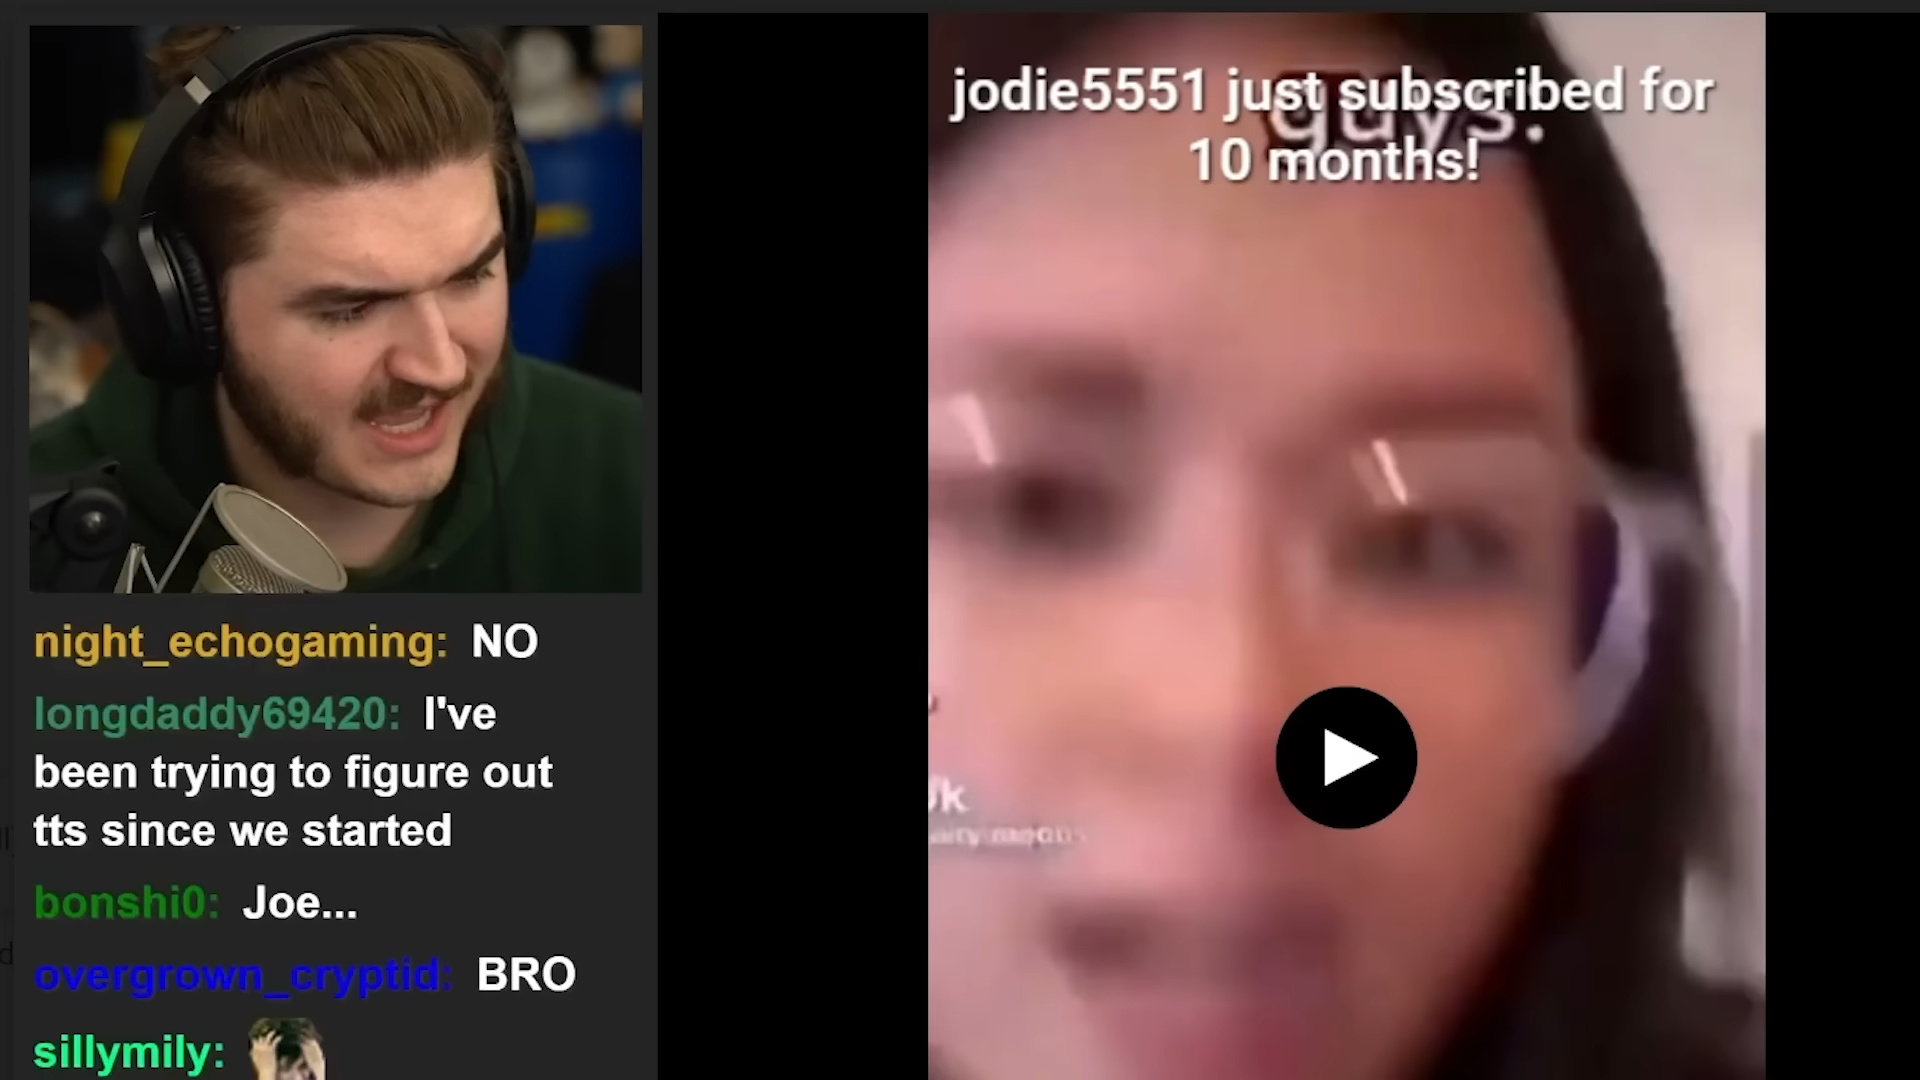 jodie5551 just subscribed for
guys.
10 months!
night_echogaming: NO
longdaddy69420: I've
been trying to figure out
tts since we started
bonshi0: Joe...
overgrown_cryptid: BRO
sillymily: